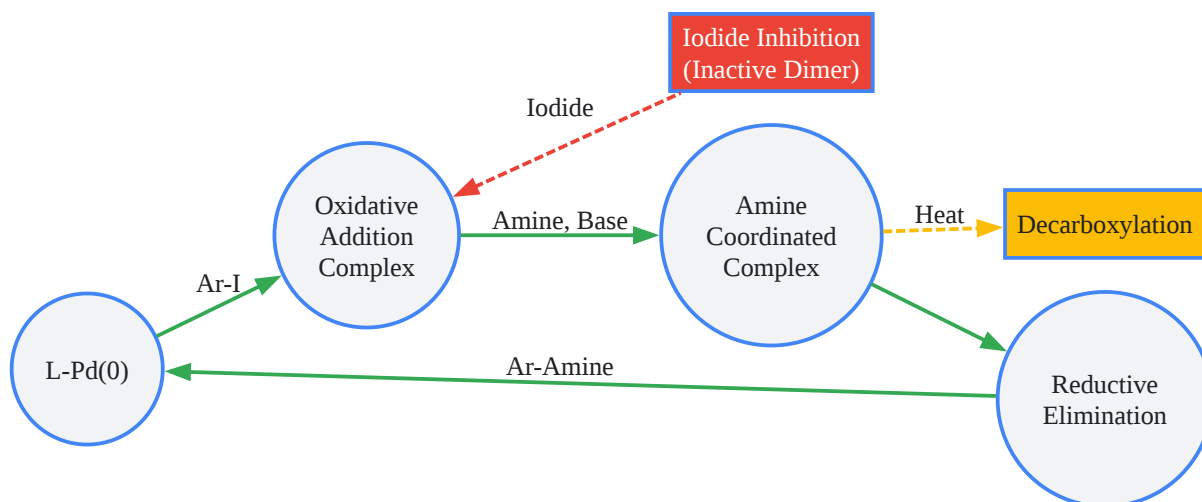 Iodide Inhibition
(Inactive Dimer)
Iodide
Oxidative
Addition
Complex
Amine, Base
Amine
Coordinated
Complex
Heat
Decarboxylation
Ar-I
L-Pd(0)
Ar-Amine
Reductive
Elimination